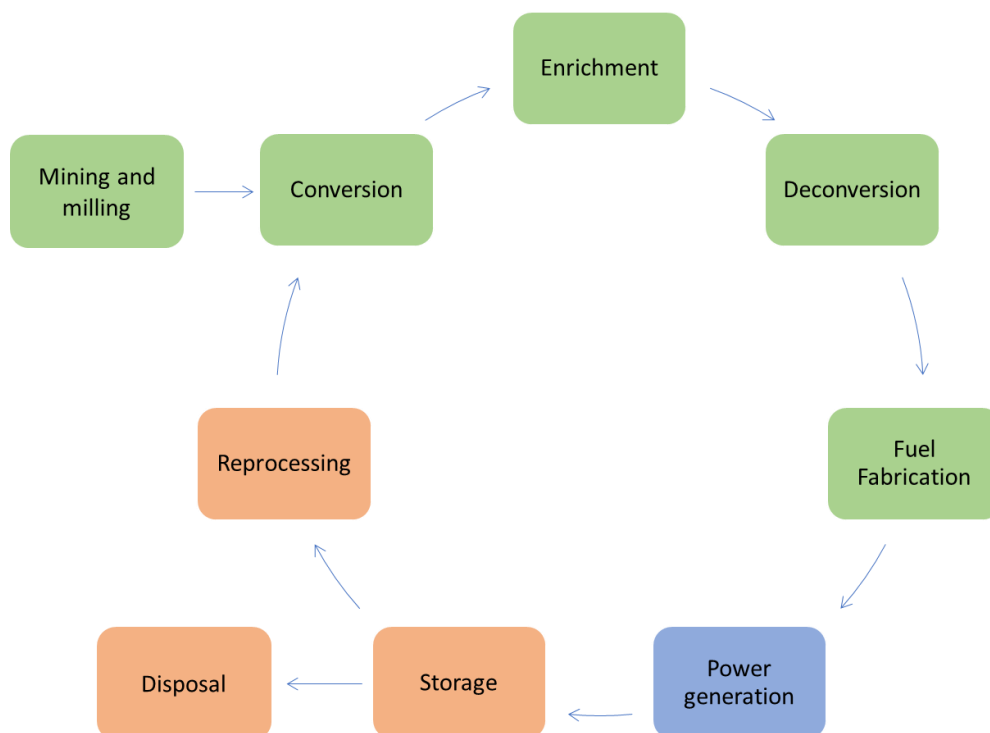 Enrichment
Mining and
milling
Conversion
Deconversion
Reprocessing
Fuel
Fabrication
Disposal
Storage
Power
generation